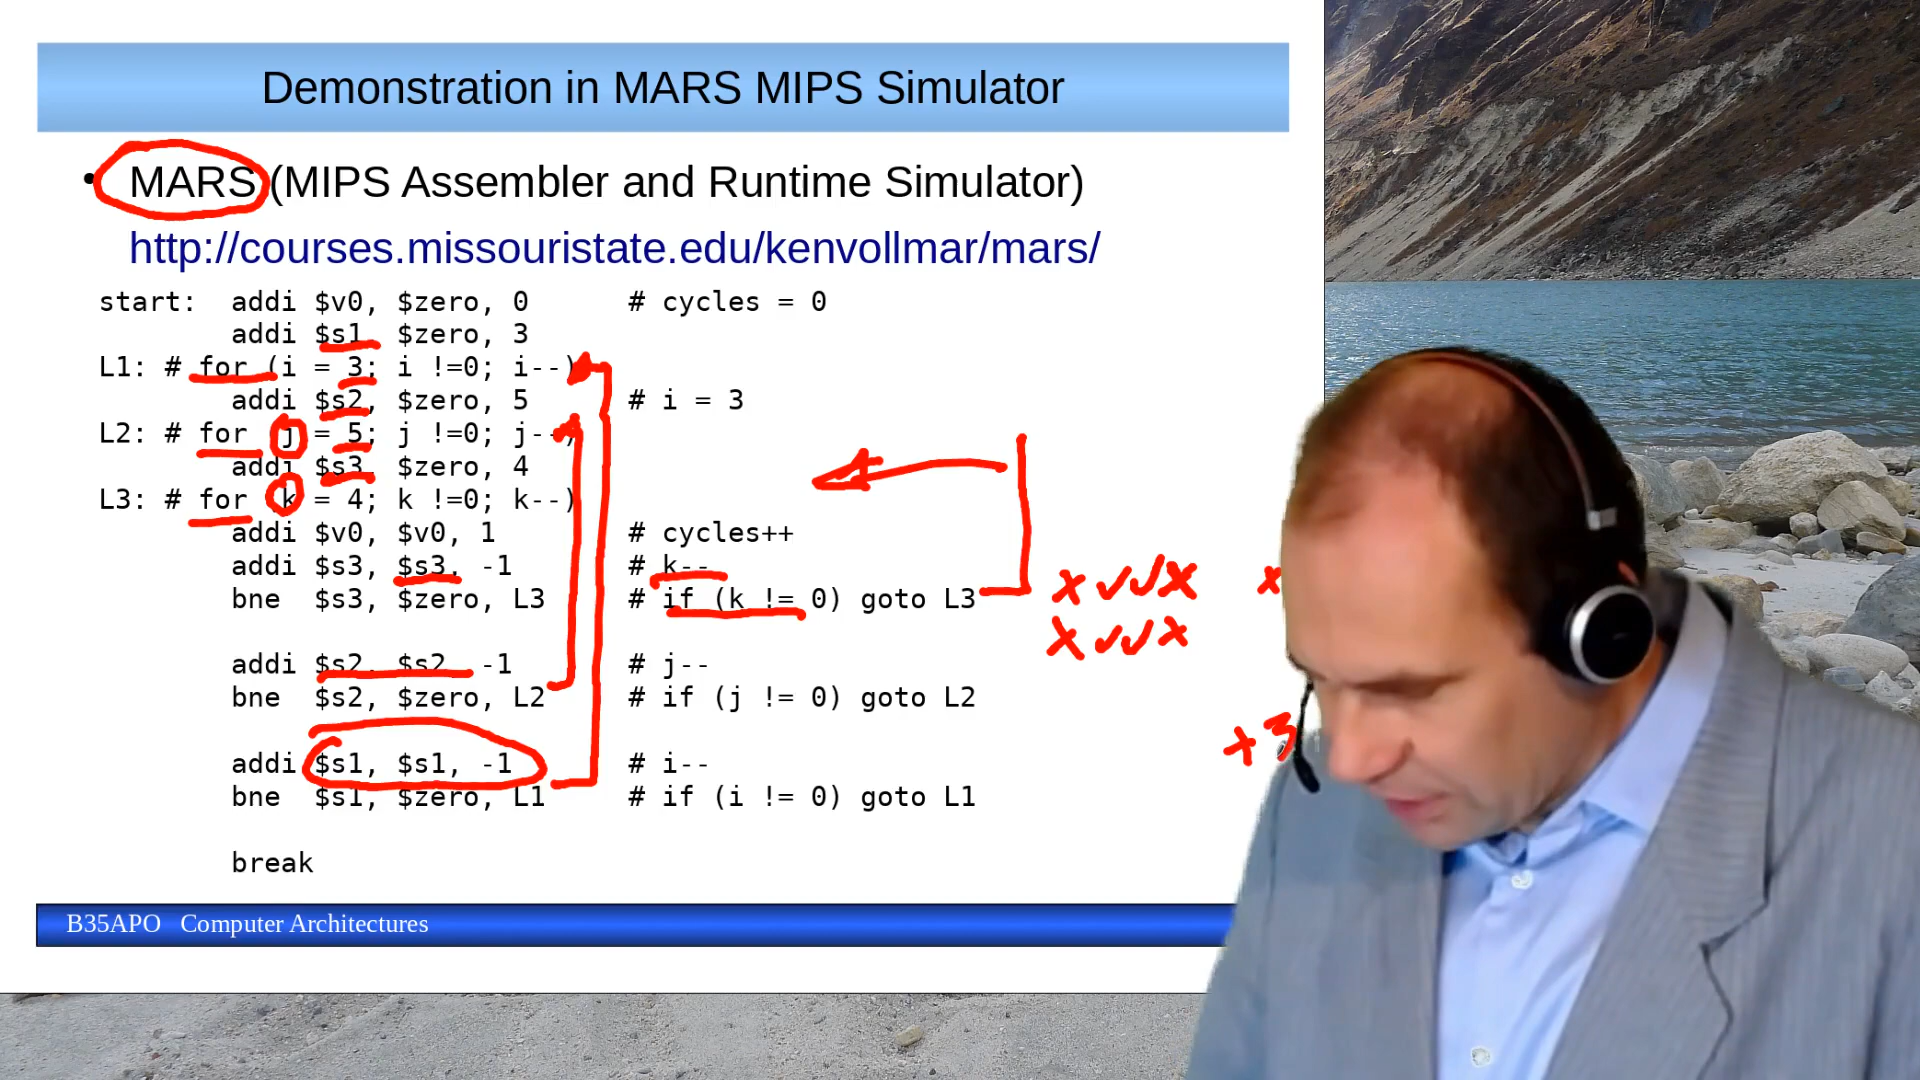 Demonstration in MARS MIPS Simulator
• MARS (MIPS Assembler and Runtime Simulator)
http://courses.missouristate.edu/kenvollmar/mars/
start: addi $v0, $zero, 0 # cycles = 0
addi $s1, $zero, 3
L1: # for (i = 3; i !=0; i--)
addi $s2, $zero, 5 # i = 3
L2: # for (j = 5; j !=0; j--)
addi $s3, $zero, 4
L3: # for (k = 4; k !=0; k--)
addi $v0, $v0, 1 # cycles++
addi $s3, $s3, -1 # k--
bne $s3, $zero, L3 # if (k != 0) goto L3
x✓✓x x
x✓✓x
addi $s2, $s2, -1 # j--
bne $s2, $zero, L2 # if (j != 0) goto L2
+3
addi $s1, $s1, -1 # i--
bne $s1, $zero, L1 # if (i != 0) goto L1
break
B35APO Computer Architectures